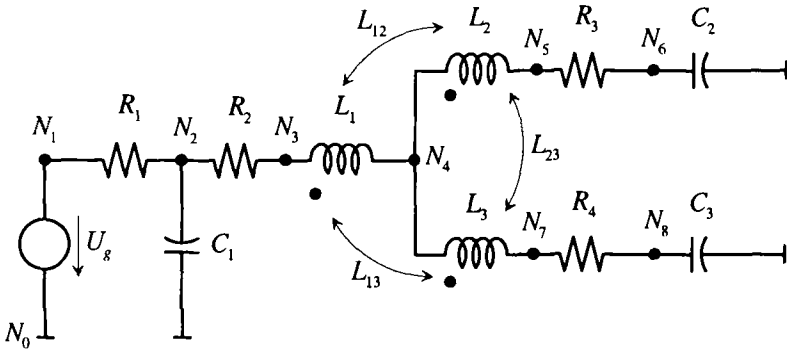 L₁₂
L₂
N₅
R₃
N₆
C₂
R₁
R₂
L₁
N₁
N₂
N₃
N₄
L₂₃
U_g
C₁
L₃
R₄
C₃
N₇
N₈
L₁₃
N₀